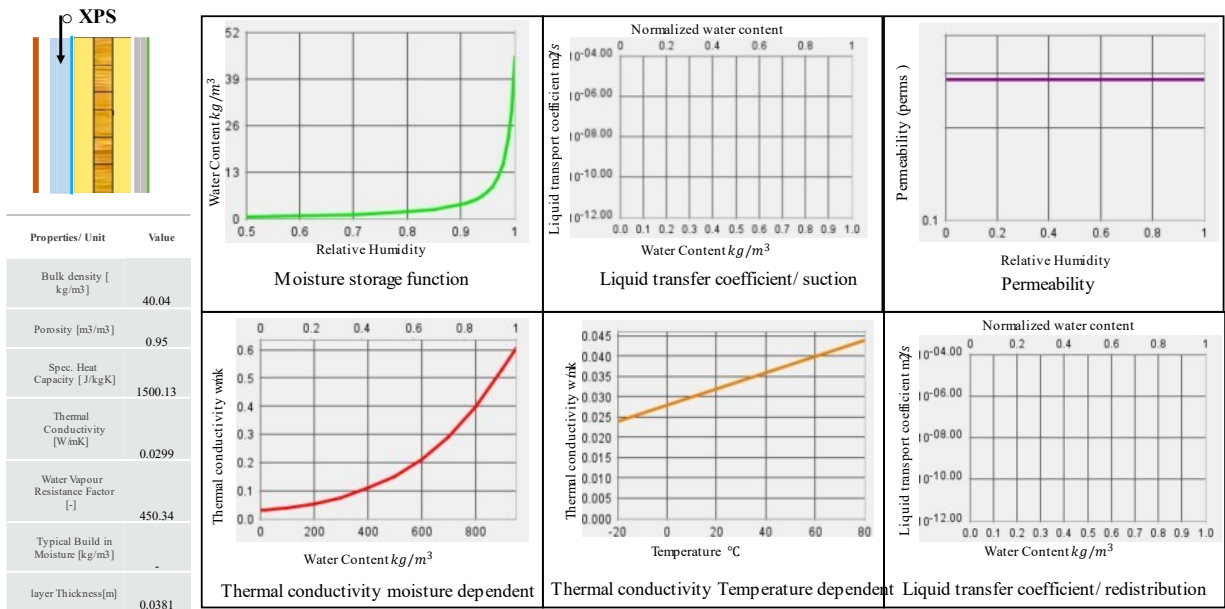 XPS
Properties/ Unit Value
Bulk density [
kg/m3]
40.04
Porosity [m3/m3]
0.95
Spec. Heat
Capacity [ J/kgK]
1500.13
Thermal
Conductivity
[W/mK]
0.0299
Water Vapour
Resistance Factor
[-]
450.34
Typical Build in
Moisture [kg/m3]
-
layer Thickness[m]
0.0381
Water Content kg/m³
52
39
26
13
0
0.5 0.6 0.7 0.8 0.9 1
Relative Humidity
Moisture storage function
Normalized water content
0 0.2 0.4 0.6 0.8 1
Liquid transport coefficient m2/s
10-04.00
10-06.00
10-08.00
10-10.00
10-12.00
0.0 0.1 0.2 0.3 0.4 0.5 0.6 0.7 0.8 0.9 1.0
Water Content kg/m³
Liquid transfer coefficient/ suction
Permeability (perms )
0.1
0 0.2 0.4 0.6 0.8 1
Relative Humidity
Permeability
0 0.2 0.4 0.6 0.8 1
Thermal conductivity w/mk
0.6
0.5
0.4
0.3
0.2
0.1
0.0
0 200 400 600 800
Water Content kg/m³
Thermal conductivity moisture dependent
Thermal conductivity w/mk
0.045
0.040
0.035
0.030
0.025
0.020
0.015
0.010
0.005
0.000
-20 0 20 40 60 80
Temperature °C
Thermal conductivity Temperature dependent
Normalized water content
0 0.2 0.4 0.6 0.8 1
Liquid transport coefficient m2/s
10-04.00
10-06.00
10-08.00
10-10.00
10-12.00
0.0 0.1 0.2 0.3 0.4 0.5 0.6 0.7 0.8 0.9 1.0
Water Content kg/m³
Liquid transfer coefficient/ redistribution